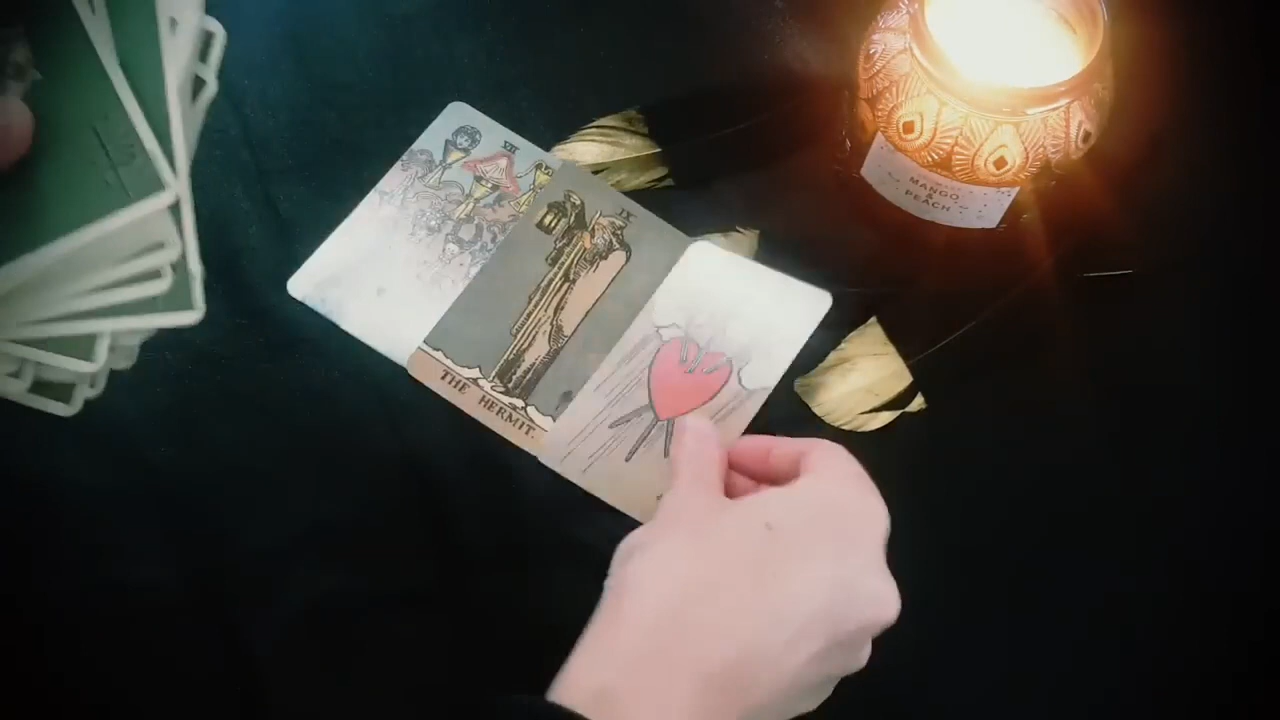 VII
IX
THE HERMIT.
MANGO
&
PEACH